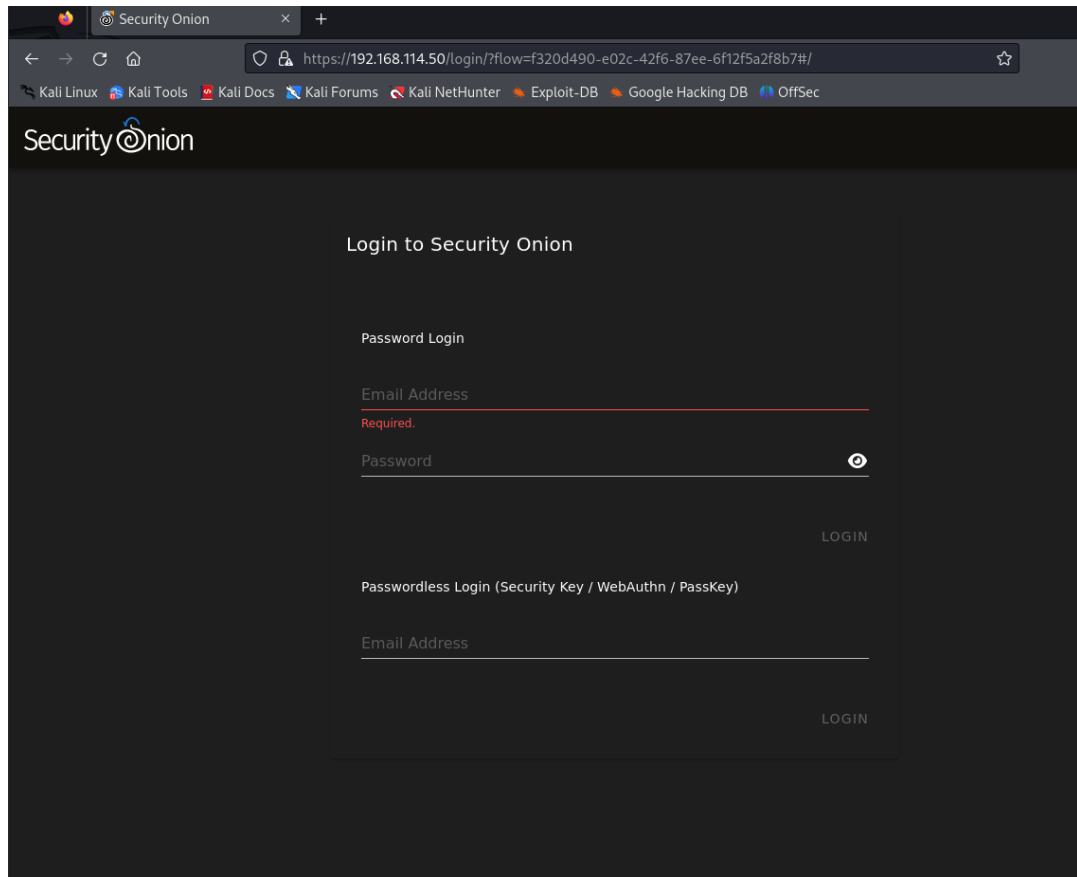 Security Onion
https://192.168.114.50/login/?flow=f320d490-e02c-42f6-87ee-6f12f5a2f8b7#/
Kali Linux Kali Tools Kali Docs Kali Forums Kali NetHunter Exploit-DB Google Hacking DB OffSec
Security Onion
Login to Security Onion
Password Login
Email Address
Required.
Password
LOGIN
Passwordless Login (Security Key / WebAuthn / PassKey)
Email Address
LOGIN